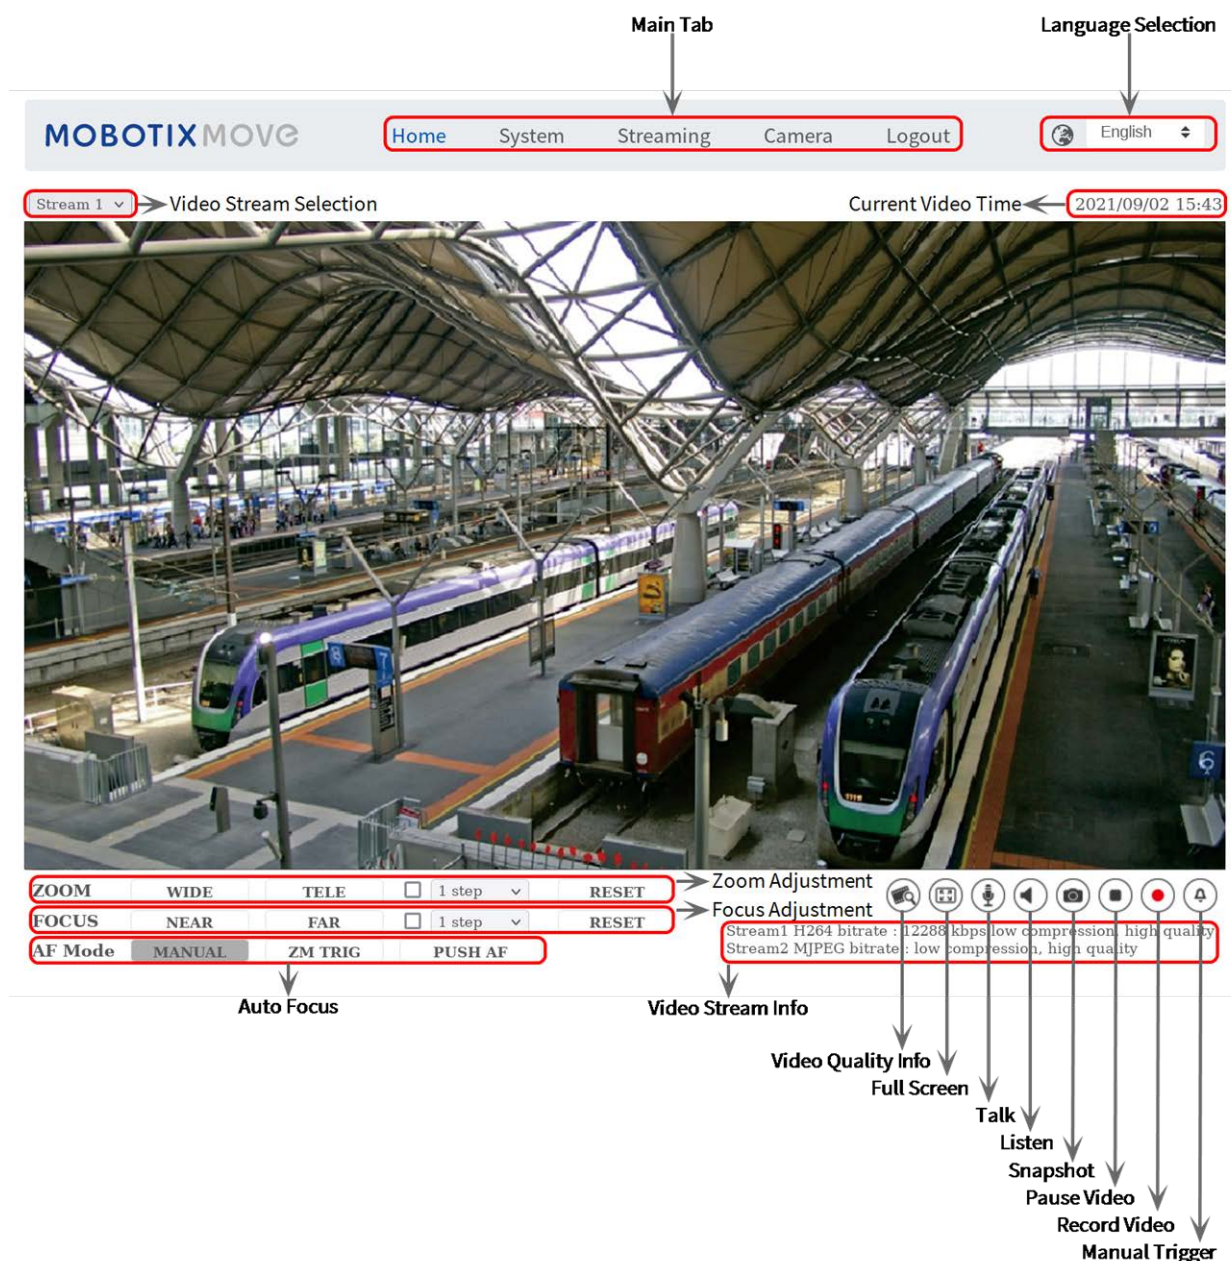 Main Tab
Language Selection
MOBOTIX MOVE
Home System Streaming Camera Logout
English
Stream 1
Video Stream Selection
Current Video Time
2021/09/02 15:43
8
7
6
1116
ZOOM WIDE TELE 1 step RESET
Zoom Adjustment
FOCUS NEAR FAR 1 step RESET
Focus Adjustment
AF Mode MANUAL ZM TRIG PUSH AF
Stream1 H264 bitrate : 12288 kbps low compression, high quality
Stream2 MJPEG bitrate : low compression, high quality
Auto Focus
Video Stream Info
Video Quality Info
Full Screen
Talk
Listen
Snapshot
Pause Video
Record Video
Manual Trigger